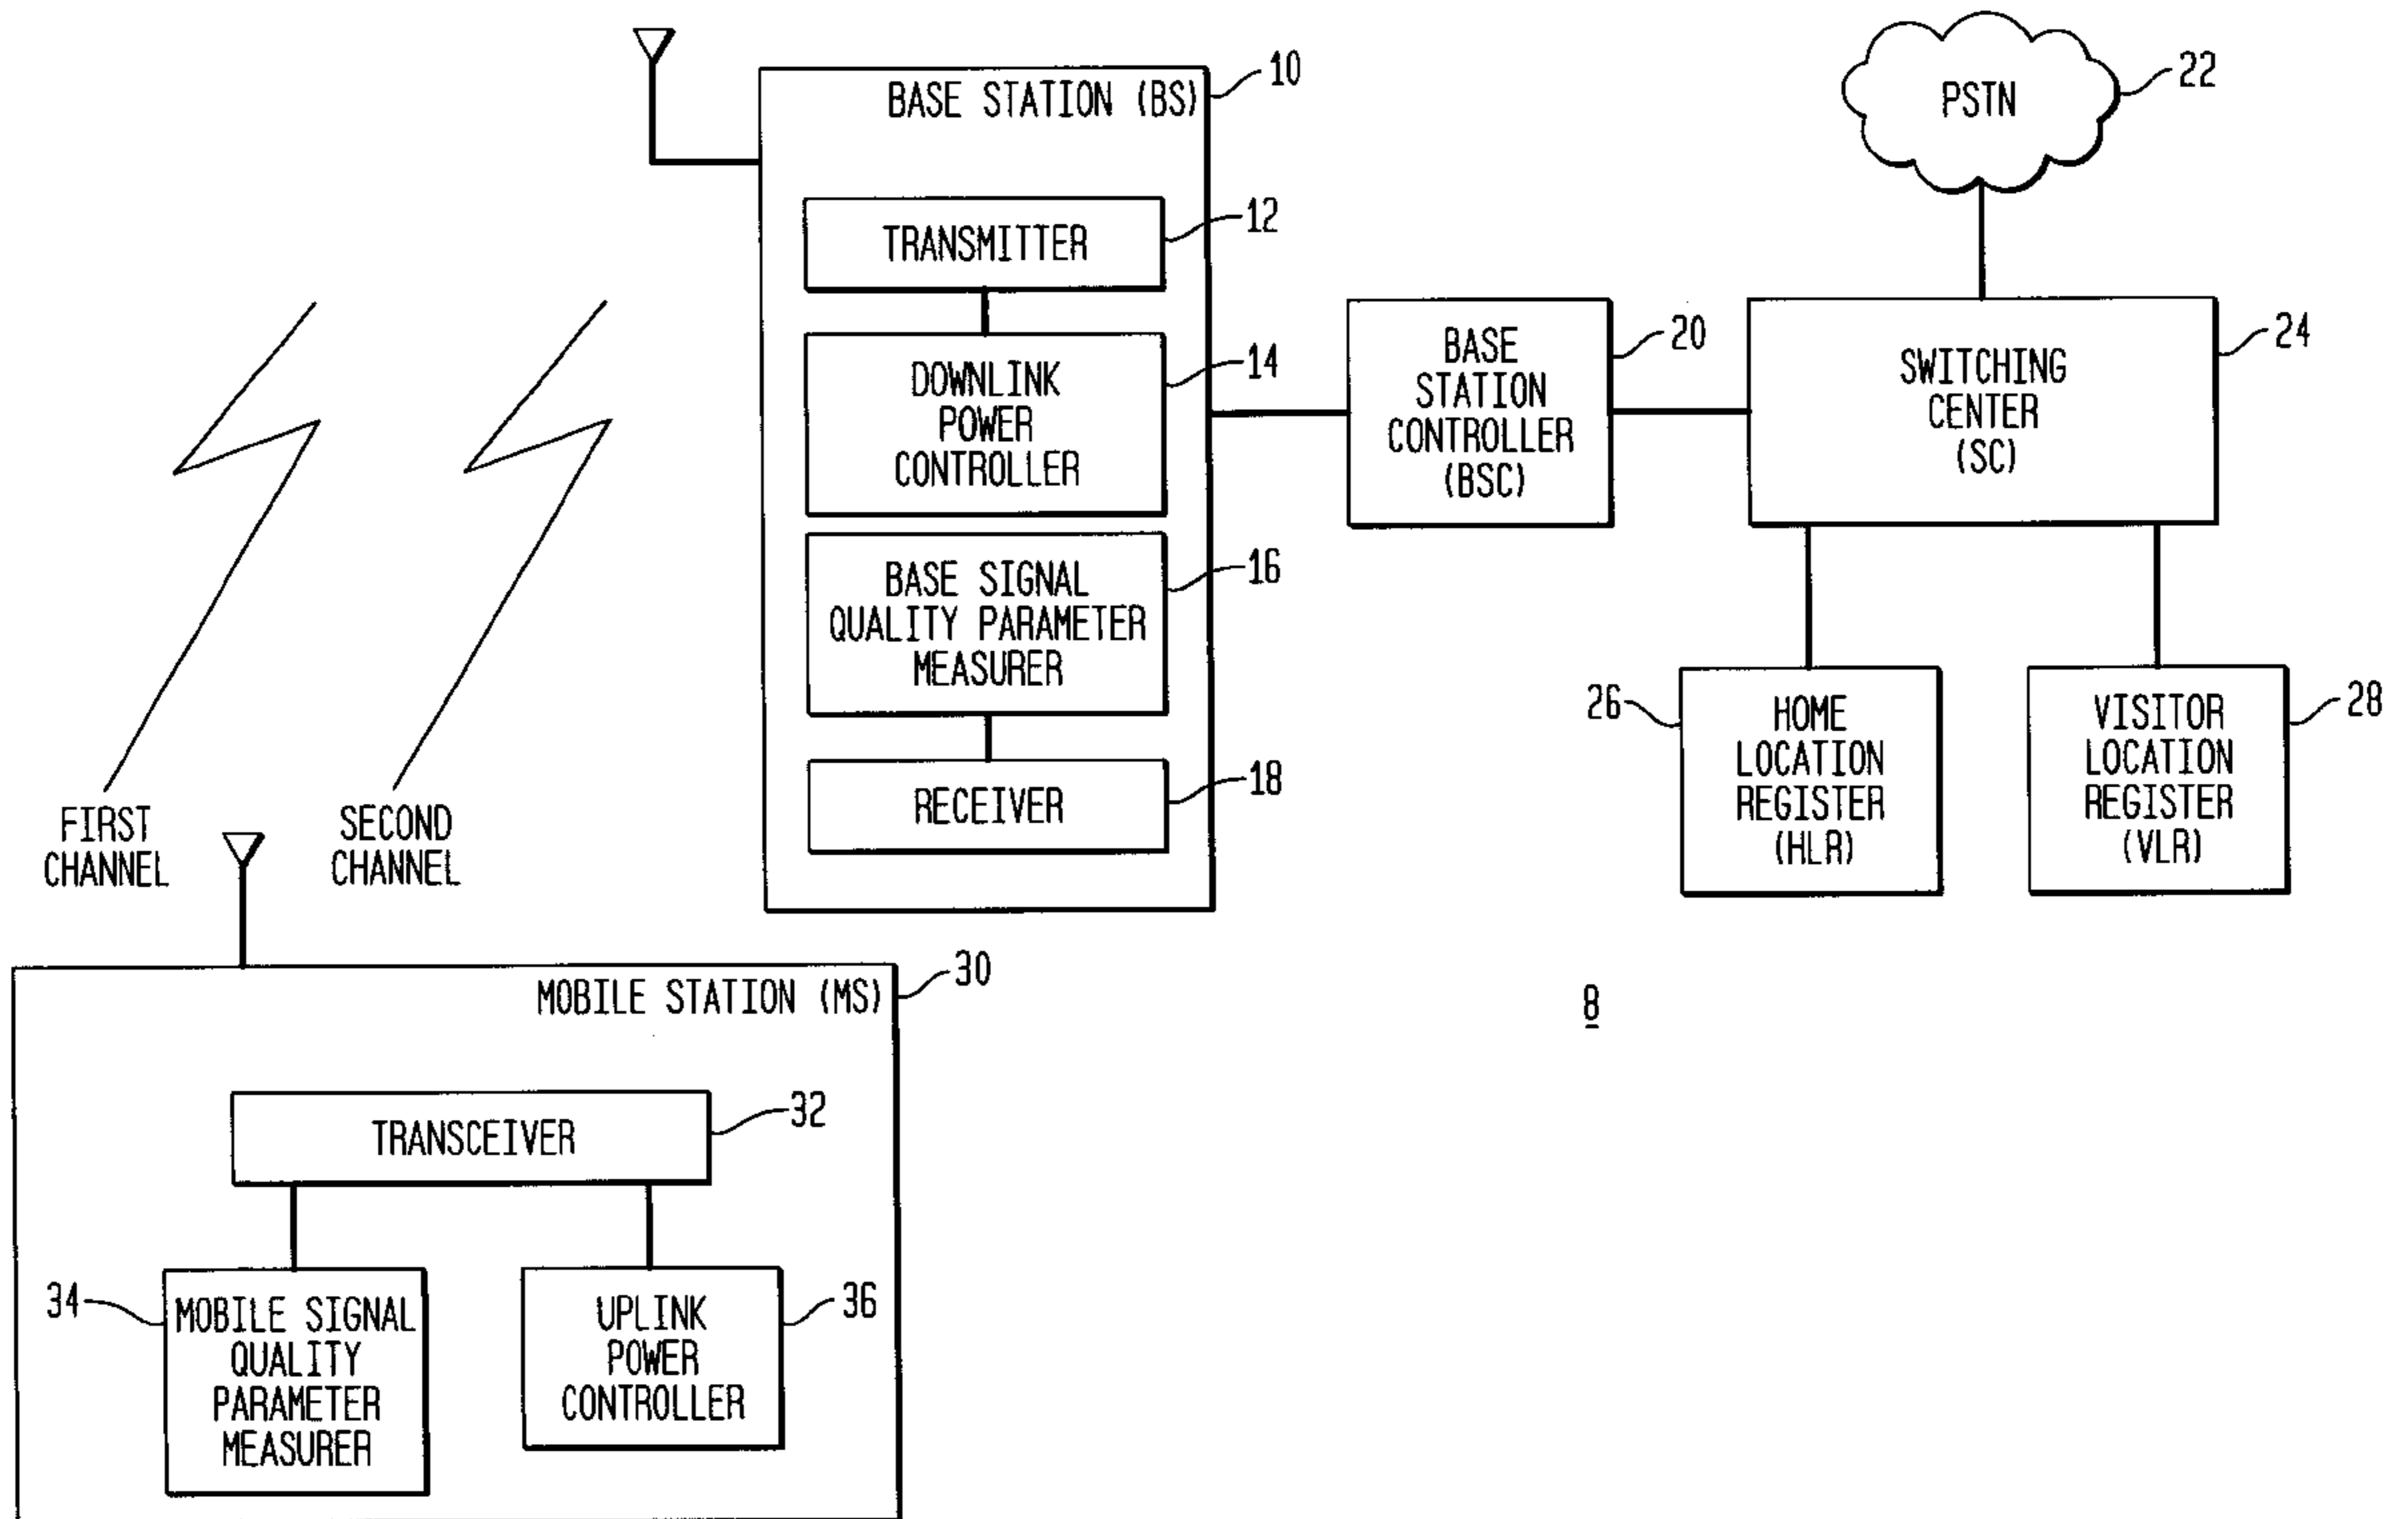 BASE STATION (BS)
10
TRANSMITTER
12
DOWNLINK
POWER
CONTROLLER
14
BASE SIGNAL
QUALITY PARAMETER
MEASURER
16
RECEIVER
18
BASE
STATION
CONTROLLER
(BSC)
20
PSTN
22
SWITCHING
CENTER
(SC)
24
26
HOME
LOCATION
REGISTER
(HLR)
VISITOR
LOCATION
REGISTER
(VLR)
28
FIRST
CHANNEL
SECOND
CHANNEL
MOBILE STATION (MS)
30
TRANSCEIVER
32
34
MOBILE SIGNAL
QUALITY
PARAMETER
MEASURER
UPLINK
POWER
CONTROLLER
36
8